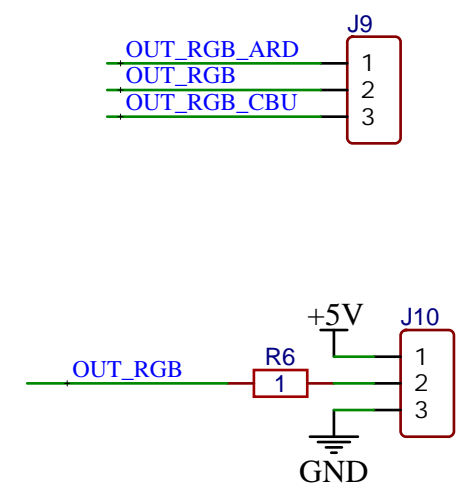 J9
OUT_RGB_ARD 1
OUT_RGB 2
OUT_RGB_CBU 3
+5V J10
1
OUT_RGB R6 1 2
3
GND